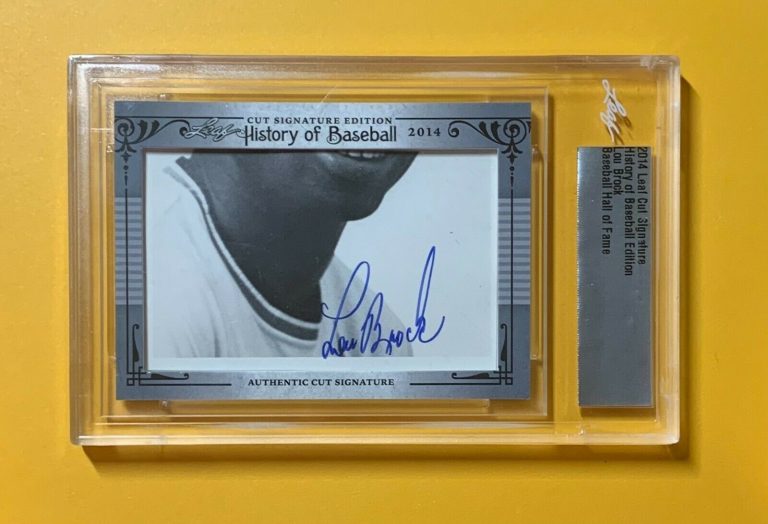 CUT SIGNATURE EDITION
Leaf History of Baseball 2014
Lou Brock
AUTHENTIC CUT SIGNATURE
Leaf
2014 Leaf Cut Signature
History of Baseball Edition
Lou Brock
Baseball Hall of Fame